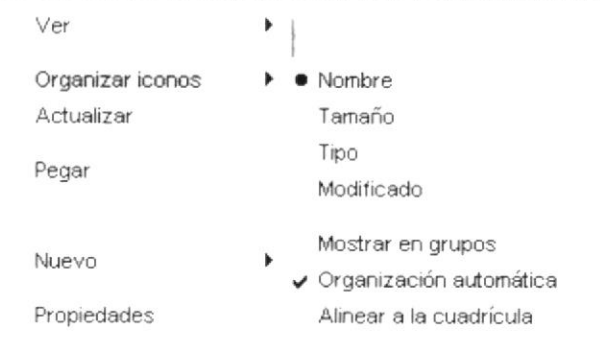 Ver
Organizar iconos
Actualizar
Pegar
Nuevo
Propiedades
Nombre
Tamaño
Tipo
Modificado
Mostrar en grupos
Organización automática
Alinear a la cuadrícula